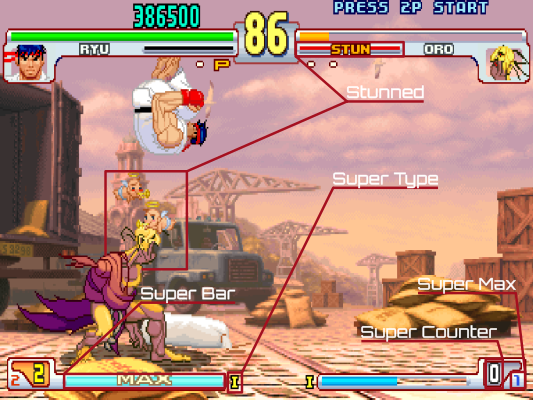 386500
PRESS 2P START
86
RYU
STUN
ORO
P
Stunned
Super Type
Super Bar
Super Max
Super Counter
2 2
MAX
I
I
0 1